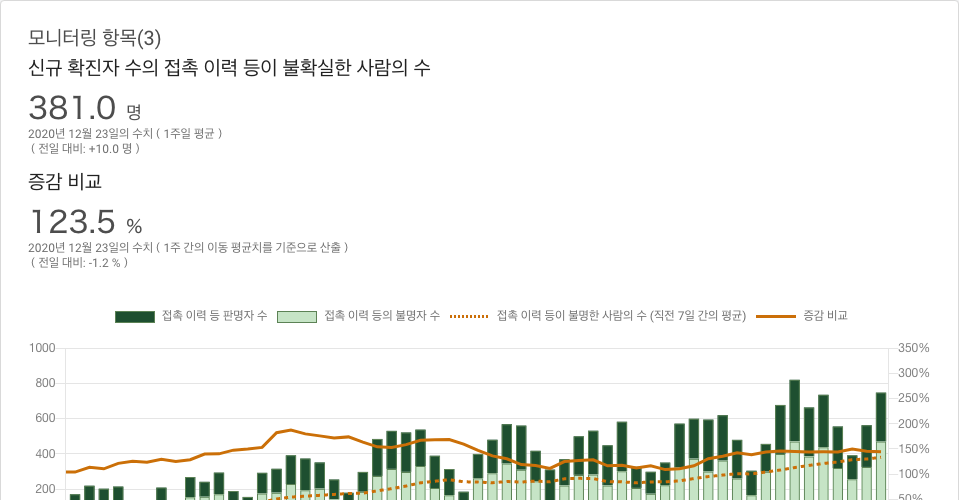 모니터링 항목(3)
신규 확진자 수의 접촉 이력 등이 불확실한 사람의 수
381.0 명
2020년 12월 23일의 수치 ( 1주일 평균 )
( 전일 대비: +10.0 명 )
증감 비교
123.5 %
2020년 12월 23일의 수치 ( 1주 간의 이동 평균치를 기준으로 산출 )
( 전일 대비: -1.2 % )
접촉 이력 등 판명자 수 접촉 이력 등의 불명자 수 접촉 이력 등이 불명한 사람의 수 (직전 7일 간의 평균) 증감 비교
1000 350%
300%
800
250%
600 200%
400 150%
100%
200 50%